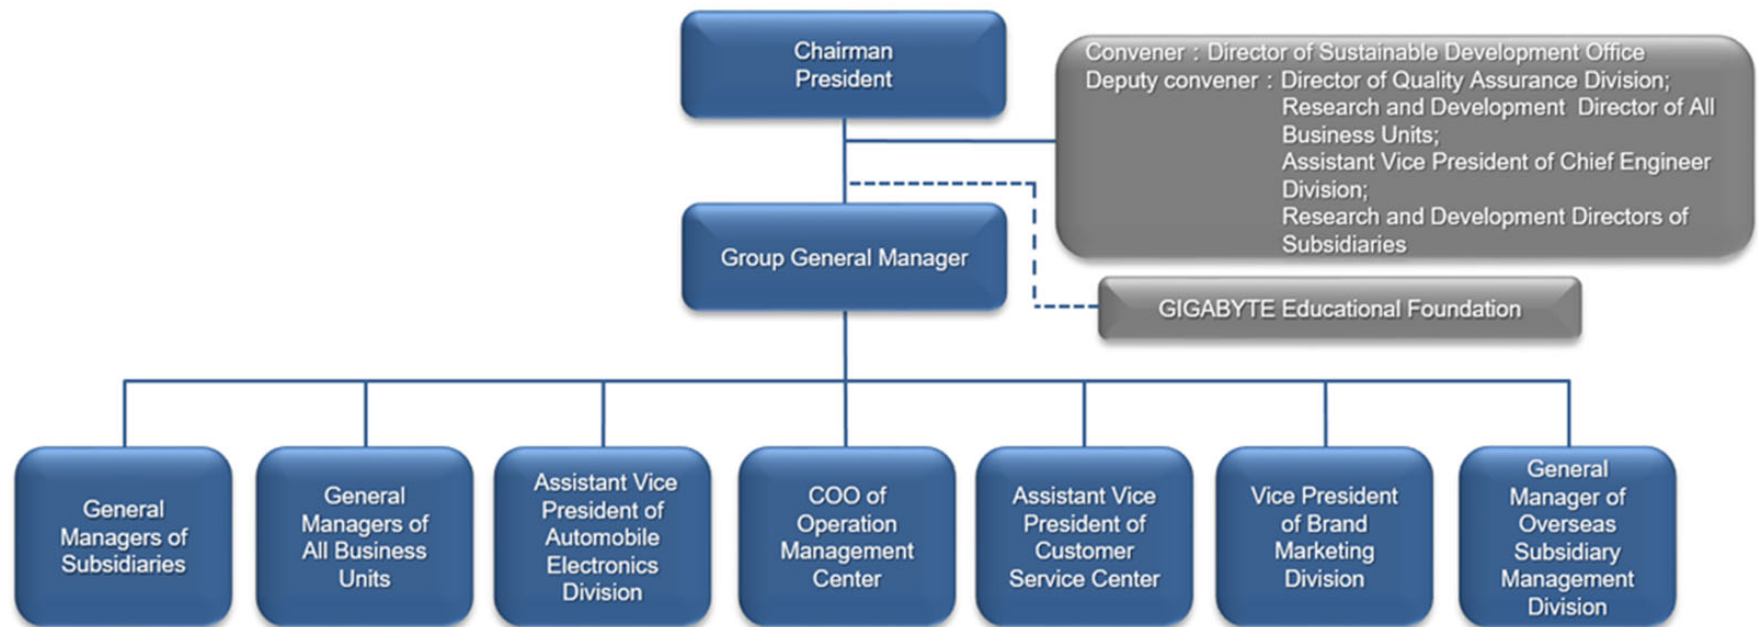 Chairman
President
Convener : Director of Sustainable Development Office
Deputy convener : Director of Quality Assurance Division;
Research and Development Director of All
Business Units;
Assistant Vice President of Chief Engineer
Division;
Research and Development Directors of
Subsidiaries
Group General Manager
GIGABYTE Educational Foundation
General
Managers of
Subsidiaries
General
Managers of
All Business
Units
Assistant Vice
President of
Automobile
Electronics
Division
COO of
Operation
Management
Center
Assistant Vice
President of
Customer
Service Center
Vice President
of Brand
Marketing
Division
General
Manager of
Overseas
Subsidiary
Management
Division